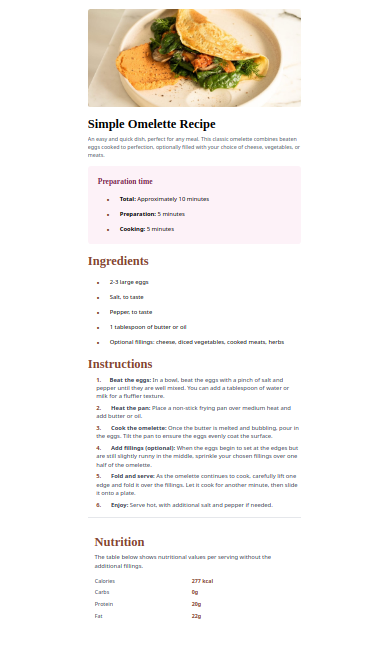 Simple Omelette Recipe
An easy and quick dish, perfect for any meal. This classic omelette combines beaten
eggs cooked to perfection, optionally filled with your choice of cheese, vegetables, or
meats.
Preparation time
• Total: Approximately 10 minutes
• Preparation: 5 minutes
• Cooking: 5 minutes
Ingredients
• 2-3 large eggs
• Salt, to taste
• Pepper, to taste
• 1 tablespoon of butter or oil
• Optional fillings: cheese, diced vegetables, cooked meats, herbs
Instructions
1. Beat the eggs: In a bowl, beat the eggs with a pinch of salt and
pepper until they are well mixed. You can add a tablespoon of water or
milk for a fluffier texture.
2. Heat the pan: Place a non-stick frying pan over medium heat and
add butter or oil.
3. Cook the omelette: Once the butter is melted and bubbling, pour in
the eggs. Tilt the pan to ensure the eggs evenly coat the surface.
4. Add fillings (optional): When the eggs begin to set at the edges but
are still slightly runny in the middle, sprinkle your chosen fillings over one
half of the omelette.
5. Fold and serve: As the omelette continues to cook, carefully lift one
edge and fold it over the fillings. Let it cook for another minute, then slide
it onto a plate.
6. Enjoy: Serve hot, with additional salt and pepper if needed.
Nutrition
The table below shows nutritional values per serving without the
additional fillings.
Calories 277 kcal
Carbs 0g
Protein 20g
Fat 22g